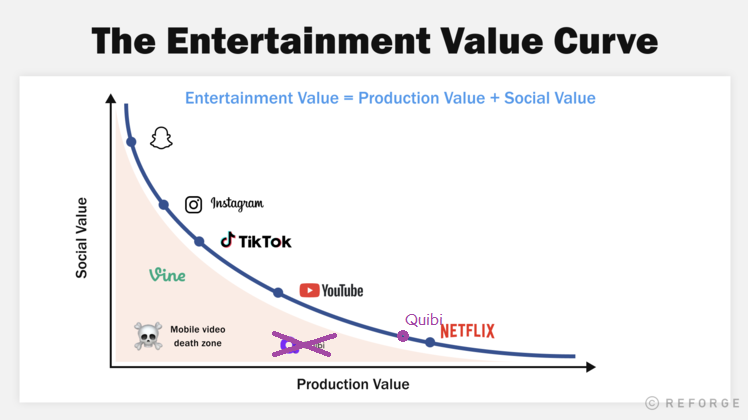 The Entertainment Value Curve
Entertainment Value = Production Value + Social Value
Instagram
TikTok
Social Value
Vine
YouTube
Quibi
NETFLIX
Mobile video
death zone
Production Value
© REFORGE